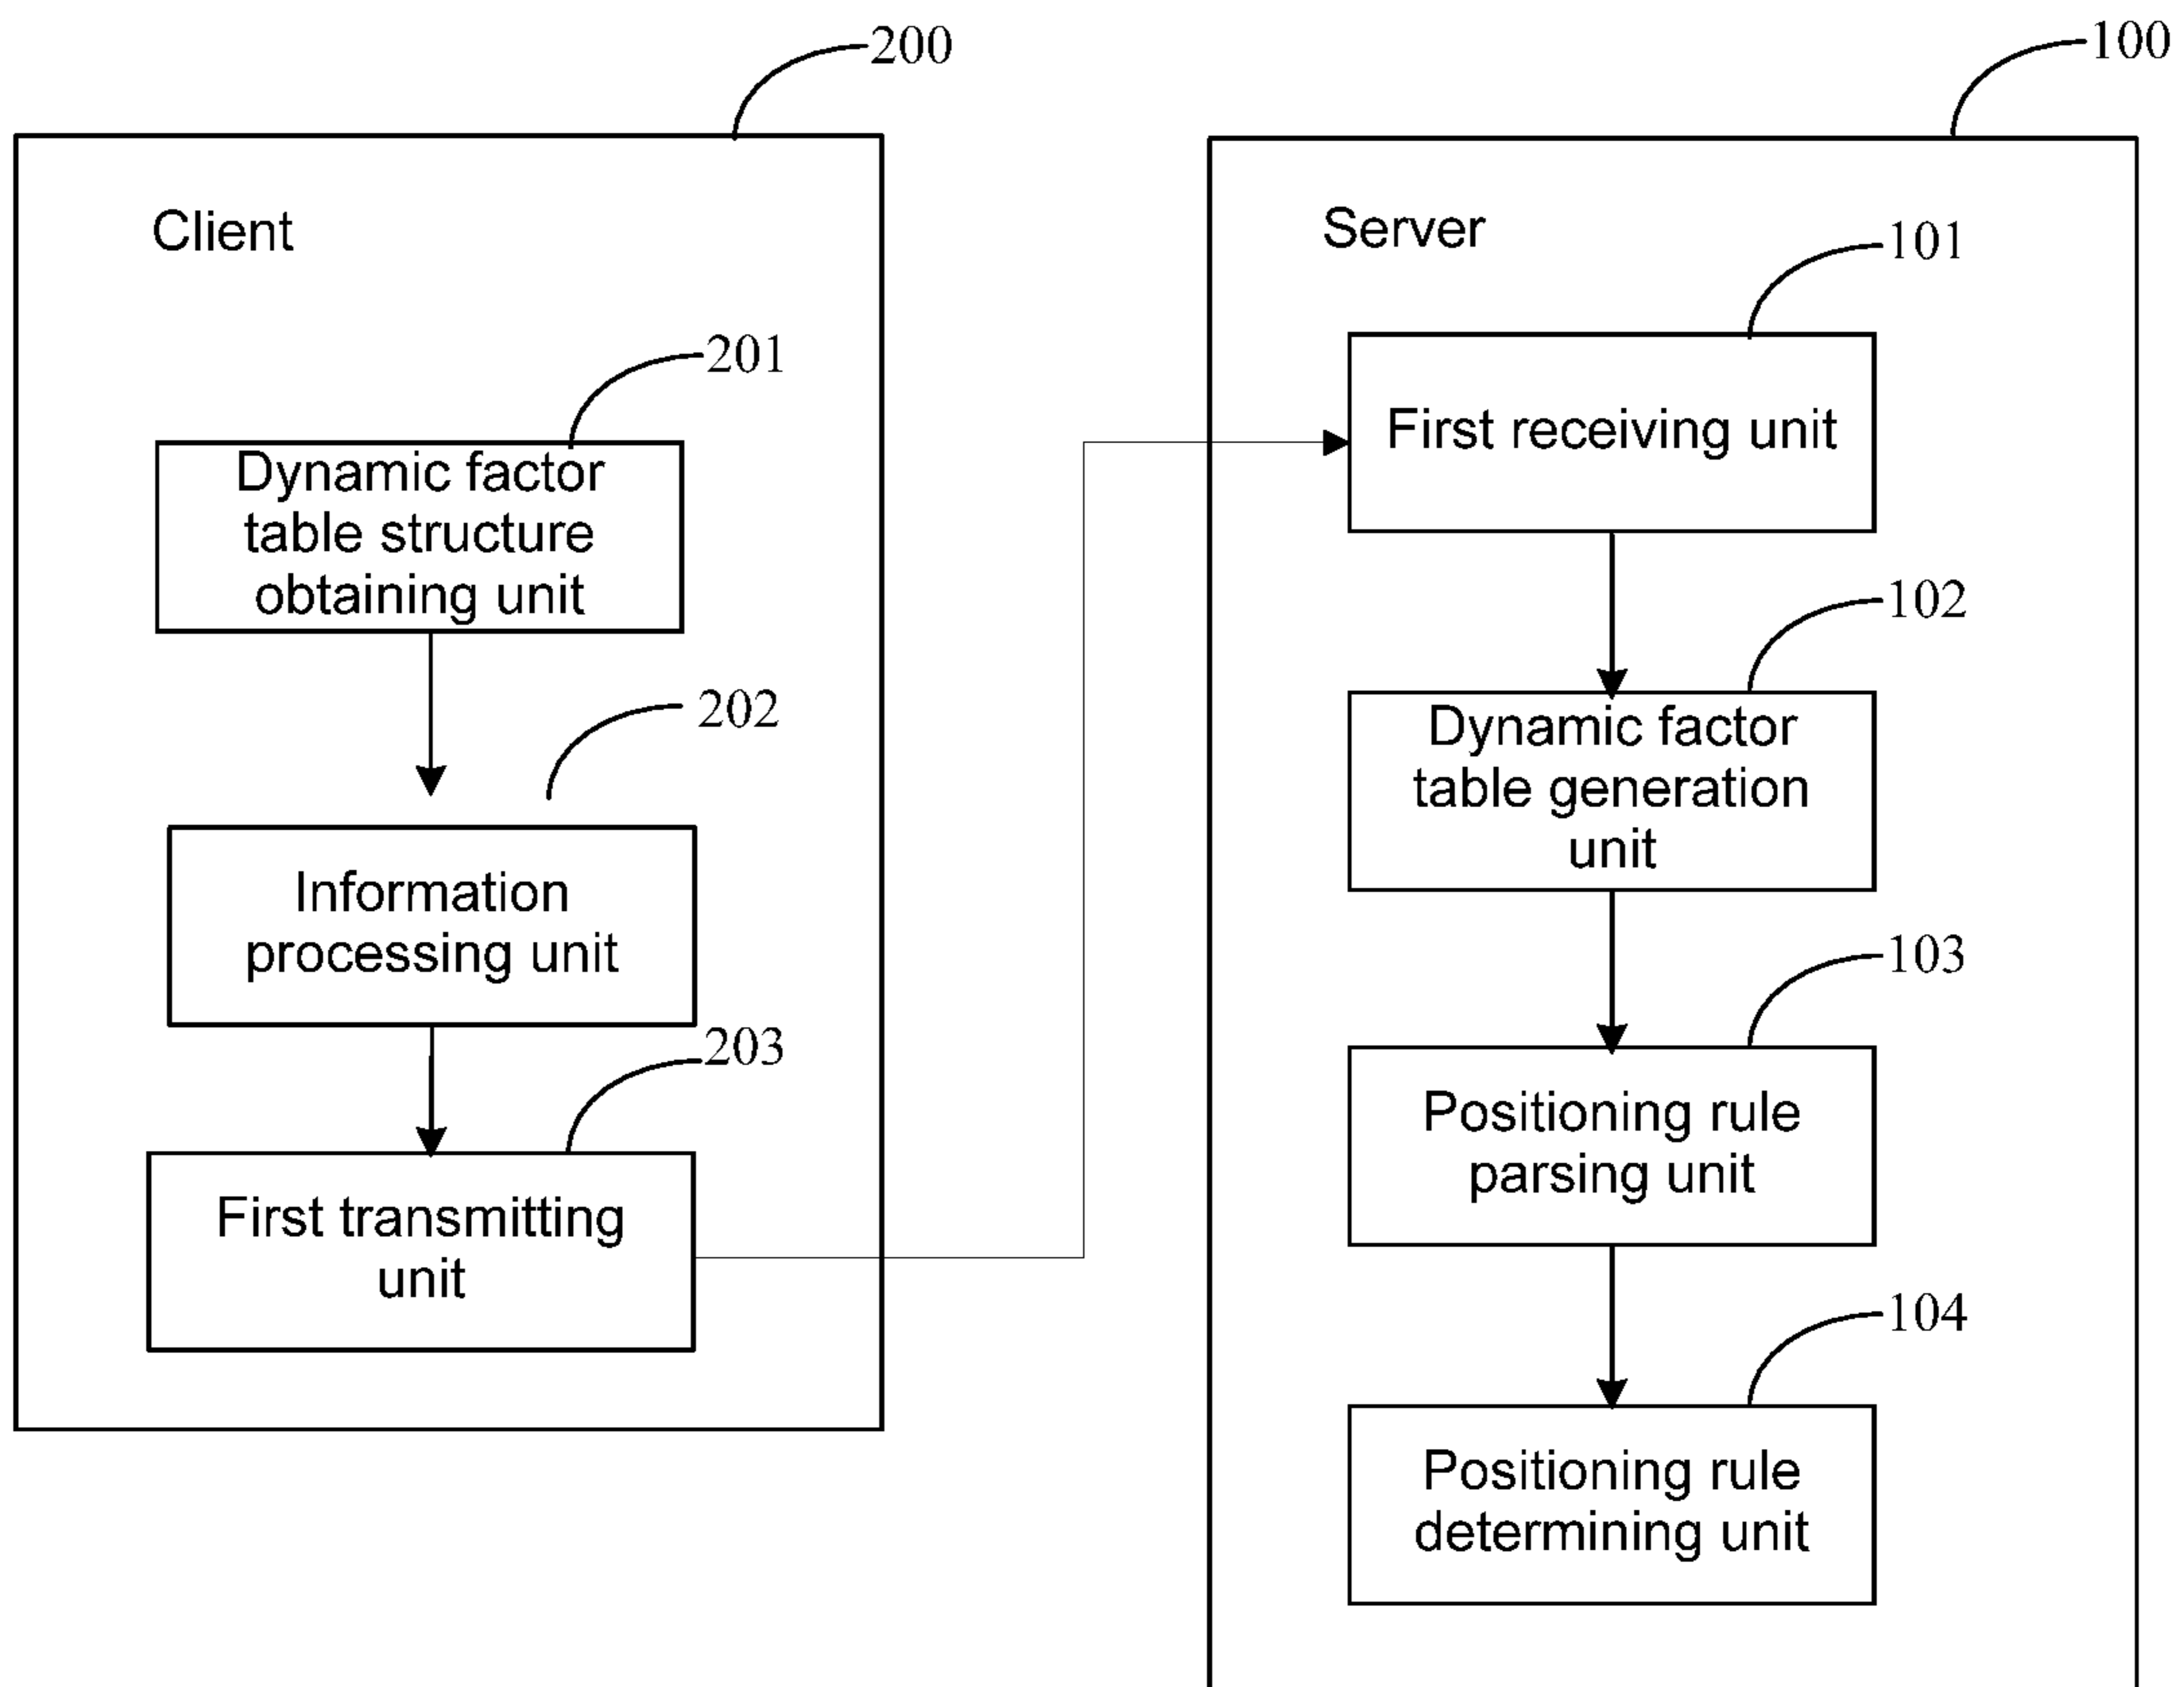 200
Client
201
Dynamic factor
table structure
obtaining unit
202
Information
processing unit
203
First transmitting
unit
100
Server
101
First receiving unit
102
Dynamic factor
table generation
unit
103
Positioning rule
parsing unit
104
Positioning rule
determining unit